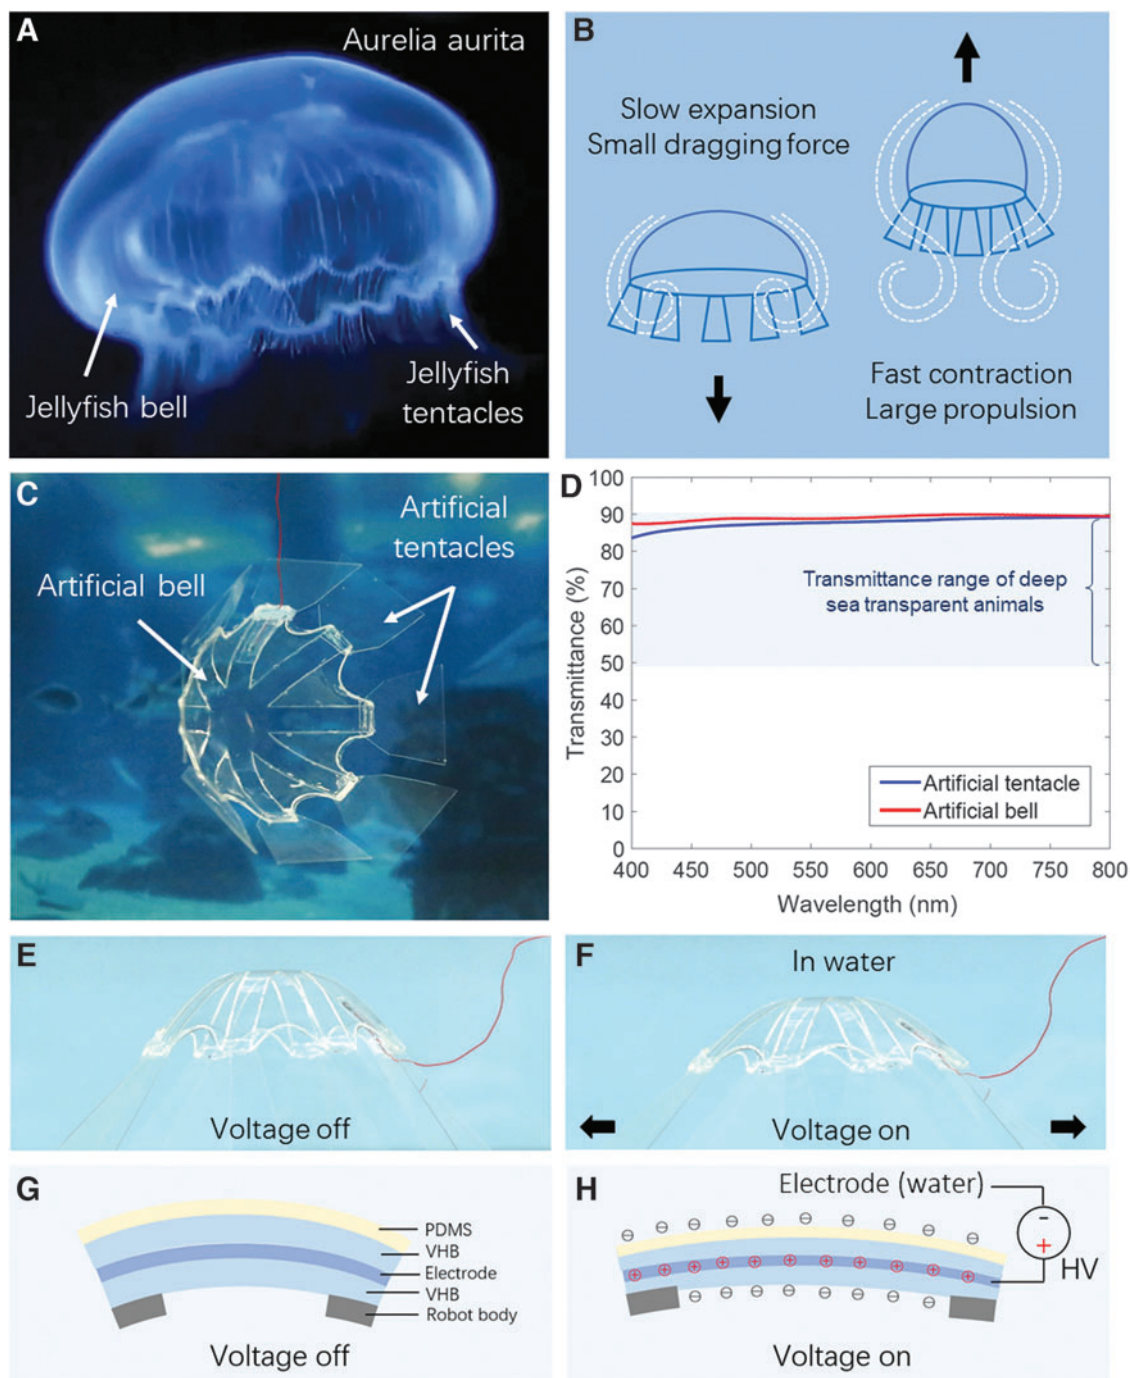 A
Aurelia aurita
Jellyfish bell
Jellyfish
tentacles
B
Slow expansion
Small dragging force
Fast contraction
Large propulsion
C
Artificial
tentacles
Artificial bell
D
Transmittance (%)
100
90
80
70
60
50
40
30
20
10
0
Transmittance range of deep
sea transparent animals
Artificial tentacle
Artificial bell
400 450 500 550 600 650 700 750 800
Wavelength (nm)
E
Voltage off
F
In water
Voltage on
G
PDMS
VHB
Electrode
VHB
Robot body
Voltage off
H
Electrode (water)
-
+
HV
Voltage on